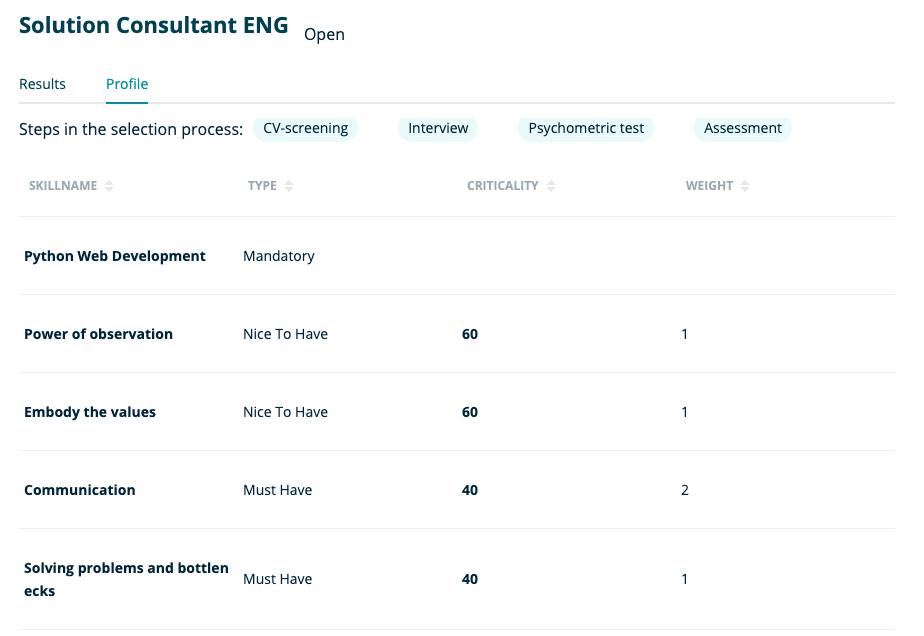 Solution Consultant ENG Open
Results Profile
Steps in the selection process: CV-screening Interview Psychometric test Assessment
SKILLNAME TYPE CRITICALITY WEIGHT
Python Web Development Mandatory
Power of observation Nice To Have 60 1
Embody the values Nice To Have 60 1
Communication Must Have 40 2
Solving problems and bottlen
ecks Must Have 40 1